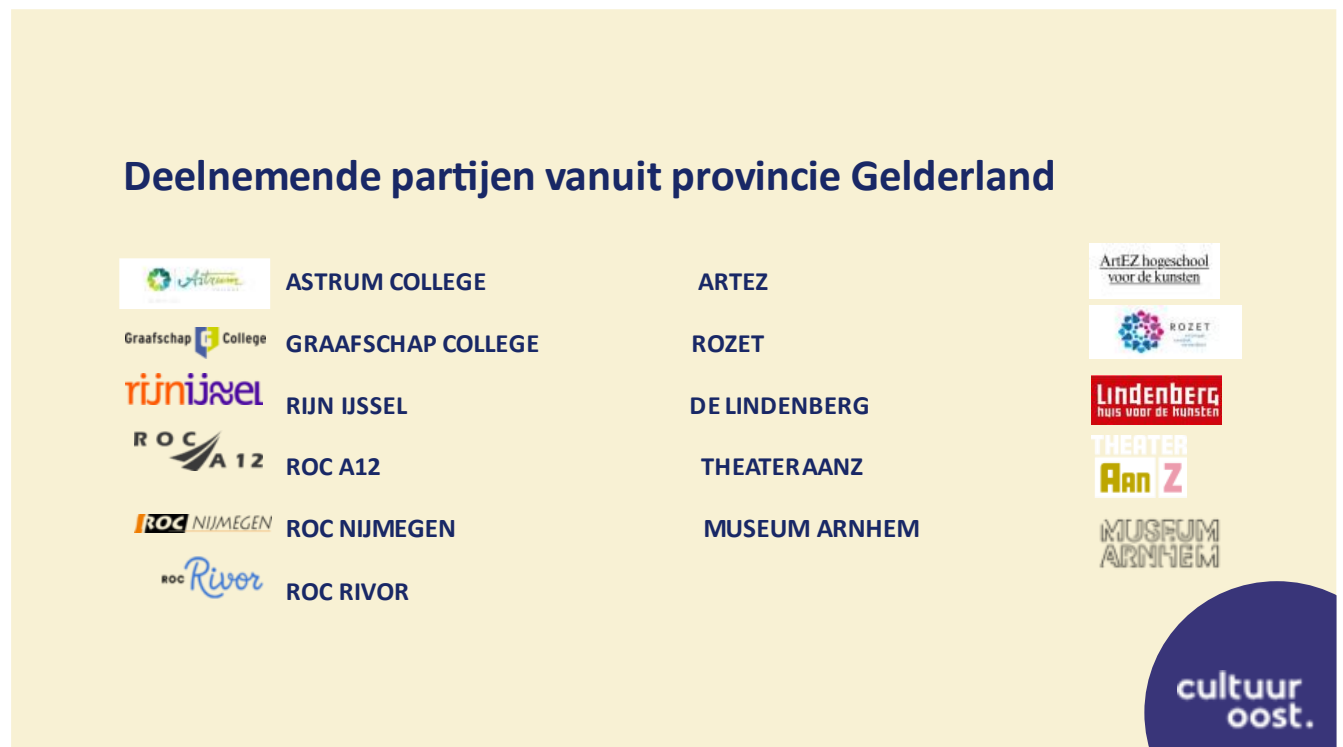 Deelnemende partijen vanuit provincie Gelderland
Astrum
ASTRUM COLLEGE
ARTEZ
ArtEZ hogeschool
voor de kunsten
Graafschap College
GRAAFSCHAP COLLEGE
ROZET
ROZET
rijnijssel
RIJN IJSSEL
DE LINDENBERG
Lindenberg
huis voor de kunsten
ROC A12
ROC A12
THEATERAANZ
THEATER
Aan Z
ROC NIJMEGEN
ROC NIJMEGEN
MUSEUM ARNHEM
MUSEUM
ARNHEM
ROC Rivor
ROC RIVOR
cultuur
oost.